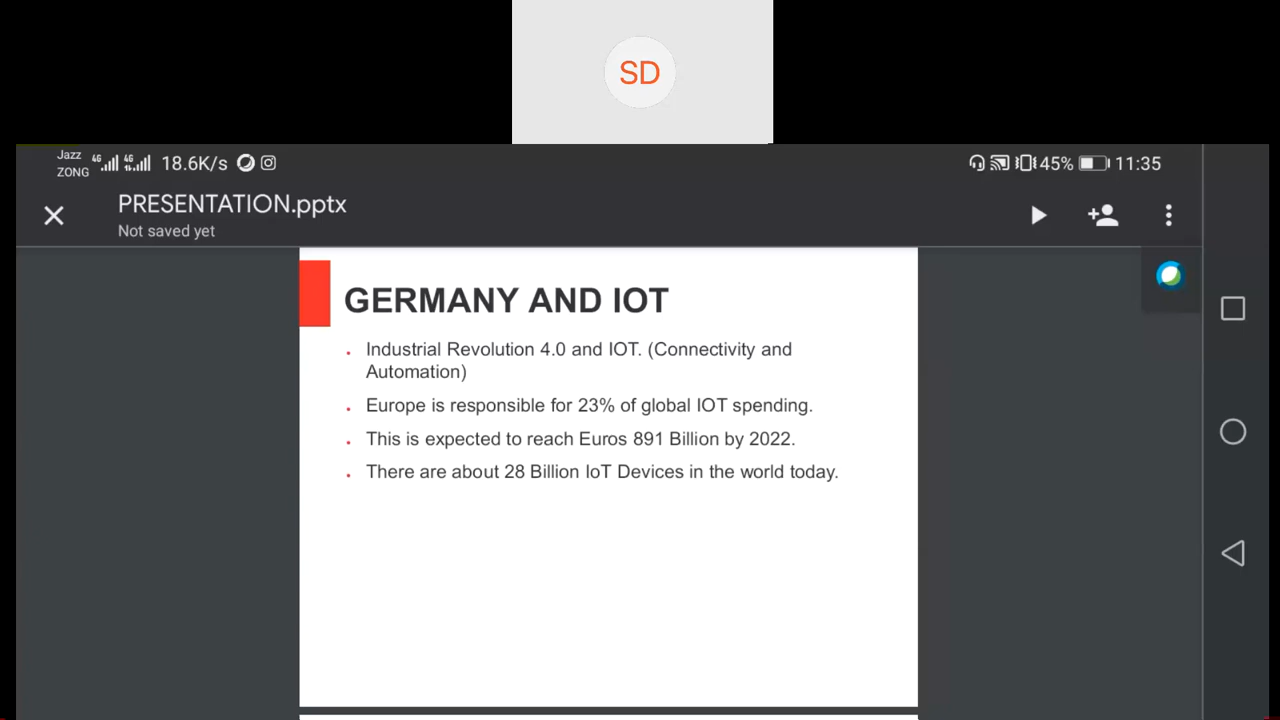 SD
Jazz
ZONG
4G 4G 18.6K/s 45% 11:35
PRESENTATION.pptx
Not saved yet
GERMANY AND IOT
. Industrial Revolution 4.0 and IOT. (Connectivity and
Automation)
. Europe is responsible for 23% of global IOT spending.
. This is expected to reach Euros 891 Billion by 2022.
. There are about 28 Billion IoT Devices in the world today.